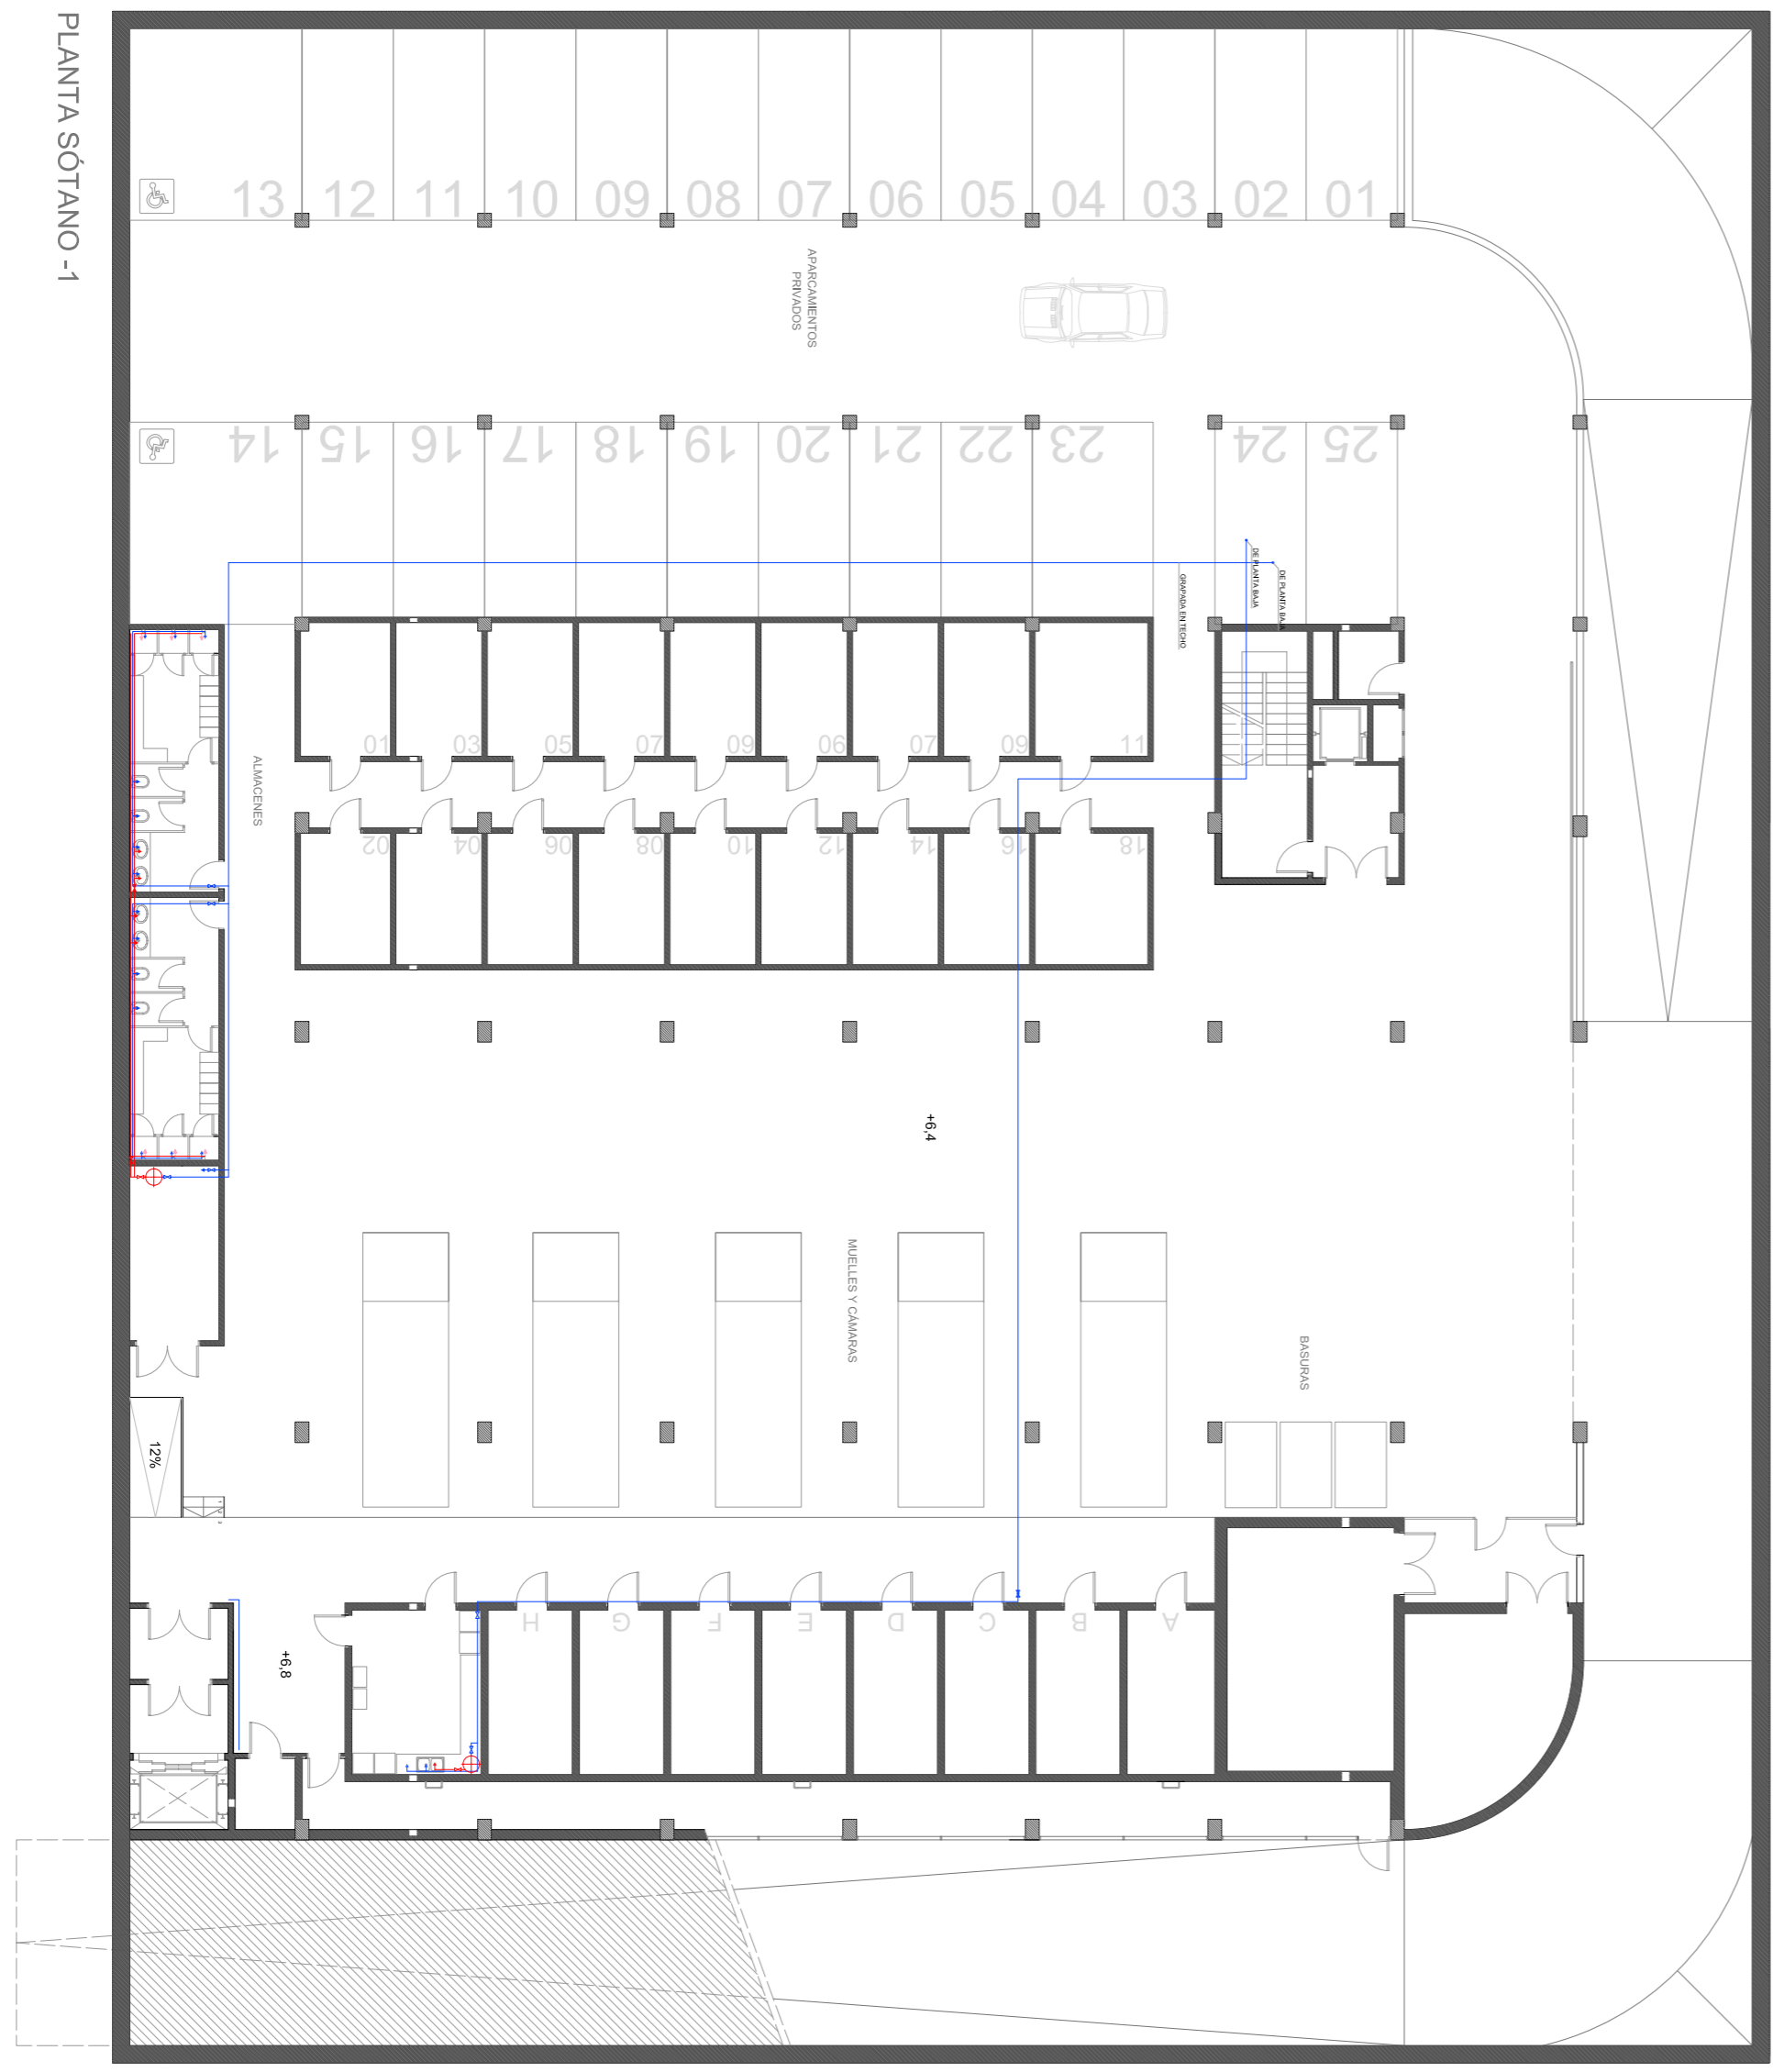 PLANTA SÓTANO -1
13 12 11 10 09 08 07 06 05 04 03 02 01
APARCAMIENTOS
PRIVADOS
14 15 16 17 18 19 20 21 22 23 24 25
DE PLANTA BAJA
DE PLANTA BAJA
GRAPADA EN TECHO
01 03 05 07 09 06 07 09 11
ALMACENES
02 04 06 08 10 12 14 16 18
+6,4
MUELLES Y CÁMARAS
BASURAS
12%
H G F E D C B A
+6,8